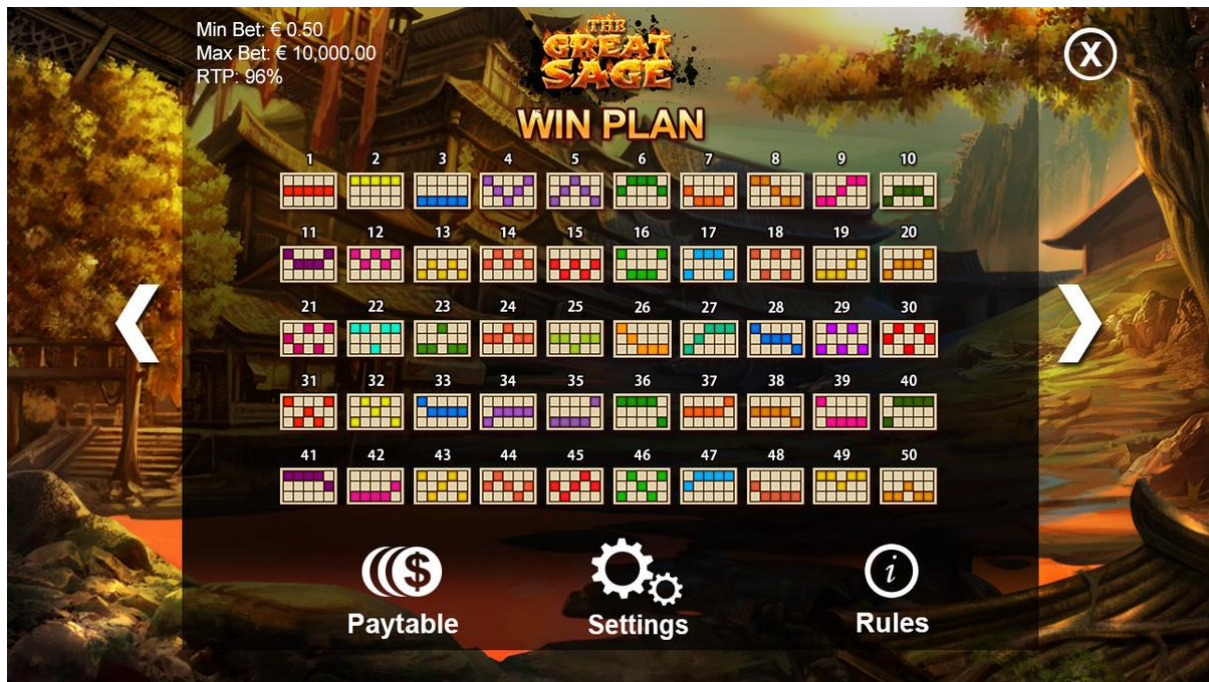 Min Bet: € 0.50
Max Bet: € 10,000.00
RTP: 96%
THE
GREAT
SAGE
X
WIN PLAN
1 2 3 4 5 6 7 8 9 10
11 12 13 14 15 16 17 18 19 20
21 22 23 24 25 26 27 28 29 30
31 32 33 34 35 36 37 38 39 40
41 42 43 44 45 46 47 48 49 50
$
i
Paytable Settings Rules